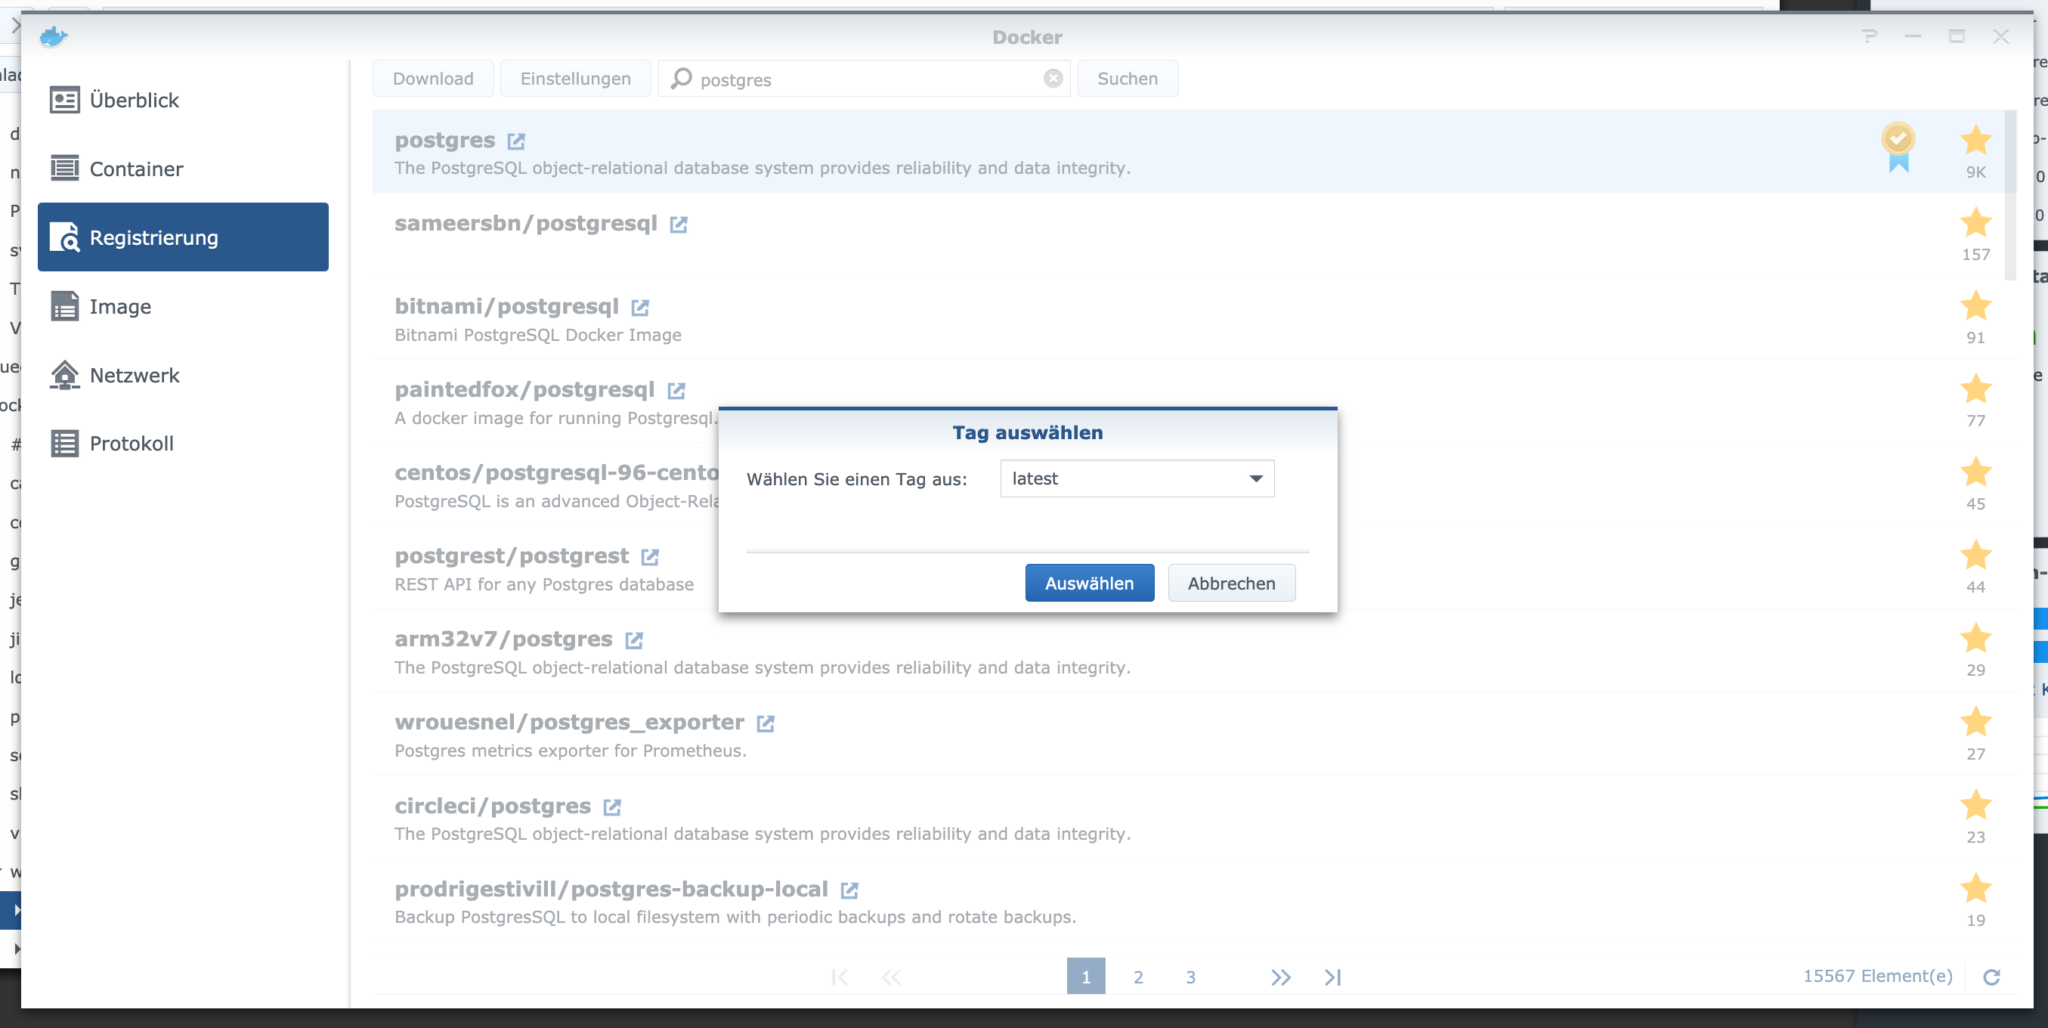 Docker
Überblick
Container
Registrierung
Image
Netzwerk
Protokoll
Download
Einstellungen
postgres
Suchen
postgres
The PostgreSQL object-relational database system provides reliability and data integrity.
9K
sameersbn/postgresql
157
bitnami/postgresql
Bitnami PostgreSQL Docker Image
91
paintedfox/postgresql
A docker image for running Postgresql.
77
centos/postgresql-96-cento
PostgreSQL is an advanced Object-Rela
45
postgrest/postgrest
REST API for any Postgres database
44
arm32v7/postgres
The PostgreSQL object-relational database system provides reliability and data integrity.
29
wrouesnel/postgres_exporter
Postgres metrics exporter for Prometheus.
27
circleci/postgres
The PostgreSQL object-relational database system provides reliability and data integrity.
23
prodrigestivill/postgres-backup-local
Backup PostgresSQL to local filesystem with periodic backups and rotate backups.
19
Tag auswählen
Wählen Sie einen Tag aus:
latest
Auswählen
Abbrechen
1
2
3
15567 Element(e)